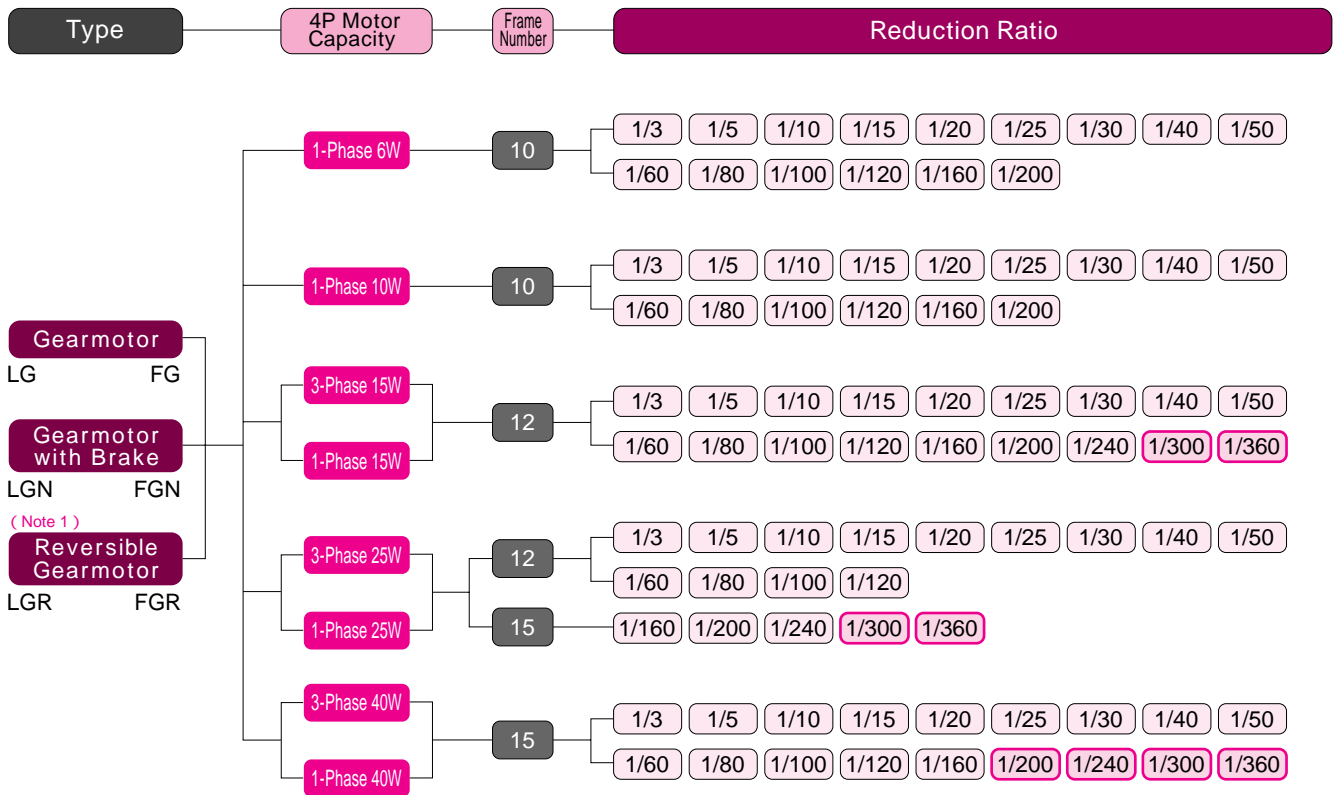 Type
4P Motor
Capacity
Frame
Number
Reduction Ratio
1-Phase 6W
10
1/3 1/5 1/10 1/15 1/20 1/25 1/30 1/40 1/50
1/60 1/80 1/100 1/120 1/160 1/200
1-Phase 10W
10
1/3 1/5 1/10 1/15 1/20 1/25 1/30 1/40 1/50
1/60 1/80 1/100 1/120 1/160 1/200
Gearmotor
LG FG
Gearmotor
with Brake
LGN FGN
( Note 1 )
Reversible
Gearmotor
LGR FGR
3-Phase 15W
1-Phase 15W
12
1/3 1/5 1/10 1/15 1/20 1/25 1/30 1/40 1/50
1/60 1/80 1/100 1/120 1/160 1/200 1/240 1/300 1/360
3-Phase 25W
1-Phase 25W
12
1/3 1/5 1/10 1/15 1/20 1/25 1/30 1/40 1/50
1/60 1/80 1/100 1/120
15
1/160 1/200 1/240 1/300 1/360
3-Phase 40W
1-Phase 40W
15
1/3 1/5 1/10 1/15 1/20 1/25 1/30 1/40 1/50
1/60 1/80 1/100 1/120 1/160 1/200 1/240 1/300 1/360